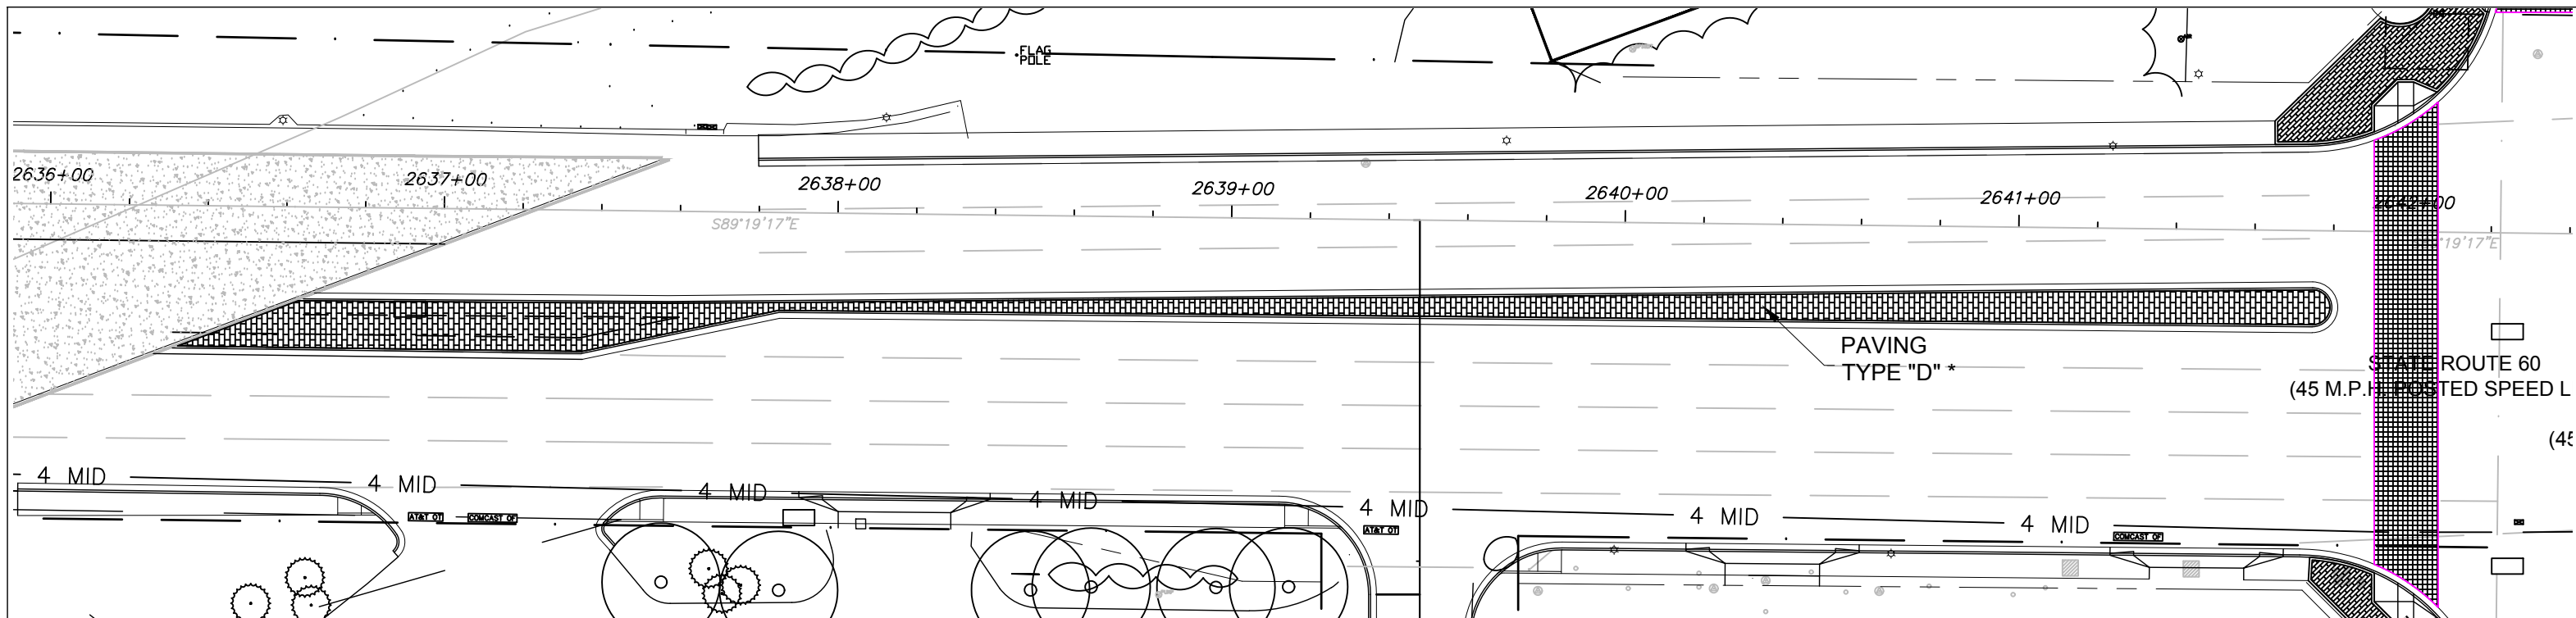 FLAG
POLE
2636+00
2637+00
2638+00
2639+00
2640+00
2641+00
2642+00
S89°19'17"E
°19'17"E
PAVING
TYPE "D" *
STATE ROUTE 60
(45 M.P.H. POSTED SPEED L
(45
4 MID
4 MID
4 MID
4 MID
4 MID
4 MID
4 MID
AT&T OT
COMCAST OF
AT&T OT
COMCAST OF